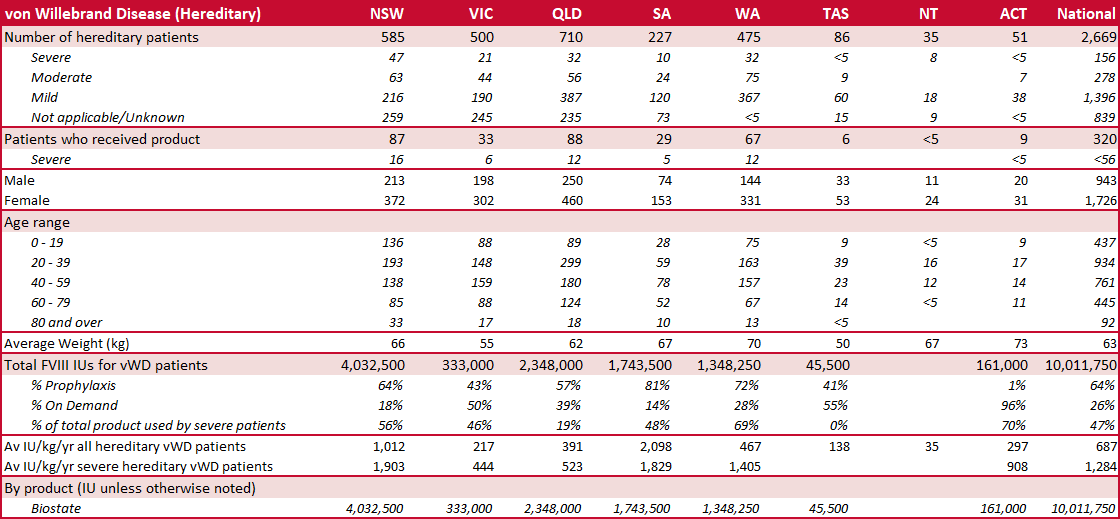 von Willebrand Disease (Hereditary) NSW VIC QLD SA WA TAS NT ACT National
Number of hereditary patients 585 500 710 227 475 86 35 51 2,669
Severe 47 21 32 10 32 <5 8 <5 156
Moderate 63 44 56 24 75 9 7 278
Mild 216 190 387 120 367 60 18 38 1,396
Not applicable/Unknown 259 245 235 73 <5 15 9 <5 839
Patients who received product 87 33 88 29 67 6 <5 9 320
Severe 16 6 12 5 12 <5 <56
Male 213 198 250 74 144 33 11 20 943
Female 372 302 460 153 331 53 24 31 1,726
Age range
0 - 19 136 88 89 28 75 9 <5 9 437
20 - 39 193 148 299 59 163 39 16 17 934
40 - 59 138 159 180 78 157 23 12 14 761
60 - 79 85 88 124 52 67 14 <5 11 445
80 and over 33 17 18 10 13 <5 92
Average Weight (kg) 66 55 62 67 70 50 67 73 63
Total FVIII IUs for vWD patients 4,032,500 333,000 2,348,000 1,743,500 1,348,250 45,500 161,000 10,011,750
% Prophylaxis 64% 43% 57% 81% 72% 41% 1% 64%
% On Demand 18% 50% 39% 14% 28% 55% 96% 26%
% of total product used by severe patients 56% 46% 19% 48% 69% 0% 70% 47%
Av IU/kg/yr all hereditary vWD patients 1,012 217 391 2,098 467 138 35 297 687
Av IU/kg/yr severe hereditary vWD patients 1,903 444 523 1,829 1,405 908 1,284
By product (IU unless otherwise noted)
Biostate 4,032,500 333,000 2,348,000 1,743,500 1,348,250 45,500 161,000 10,011,750